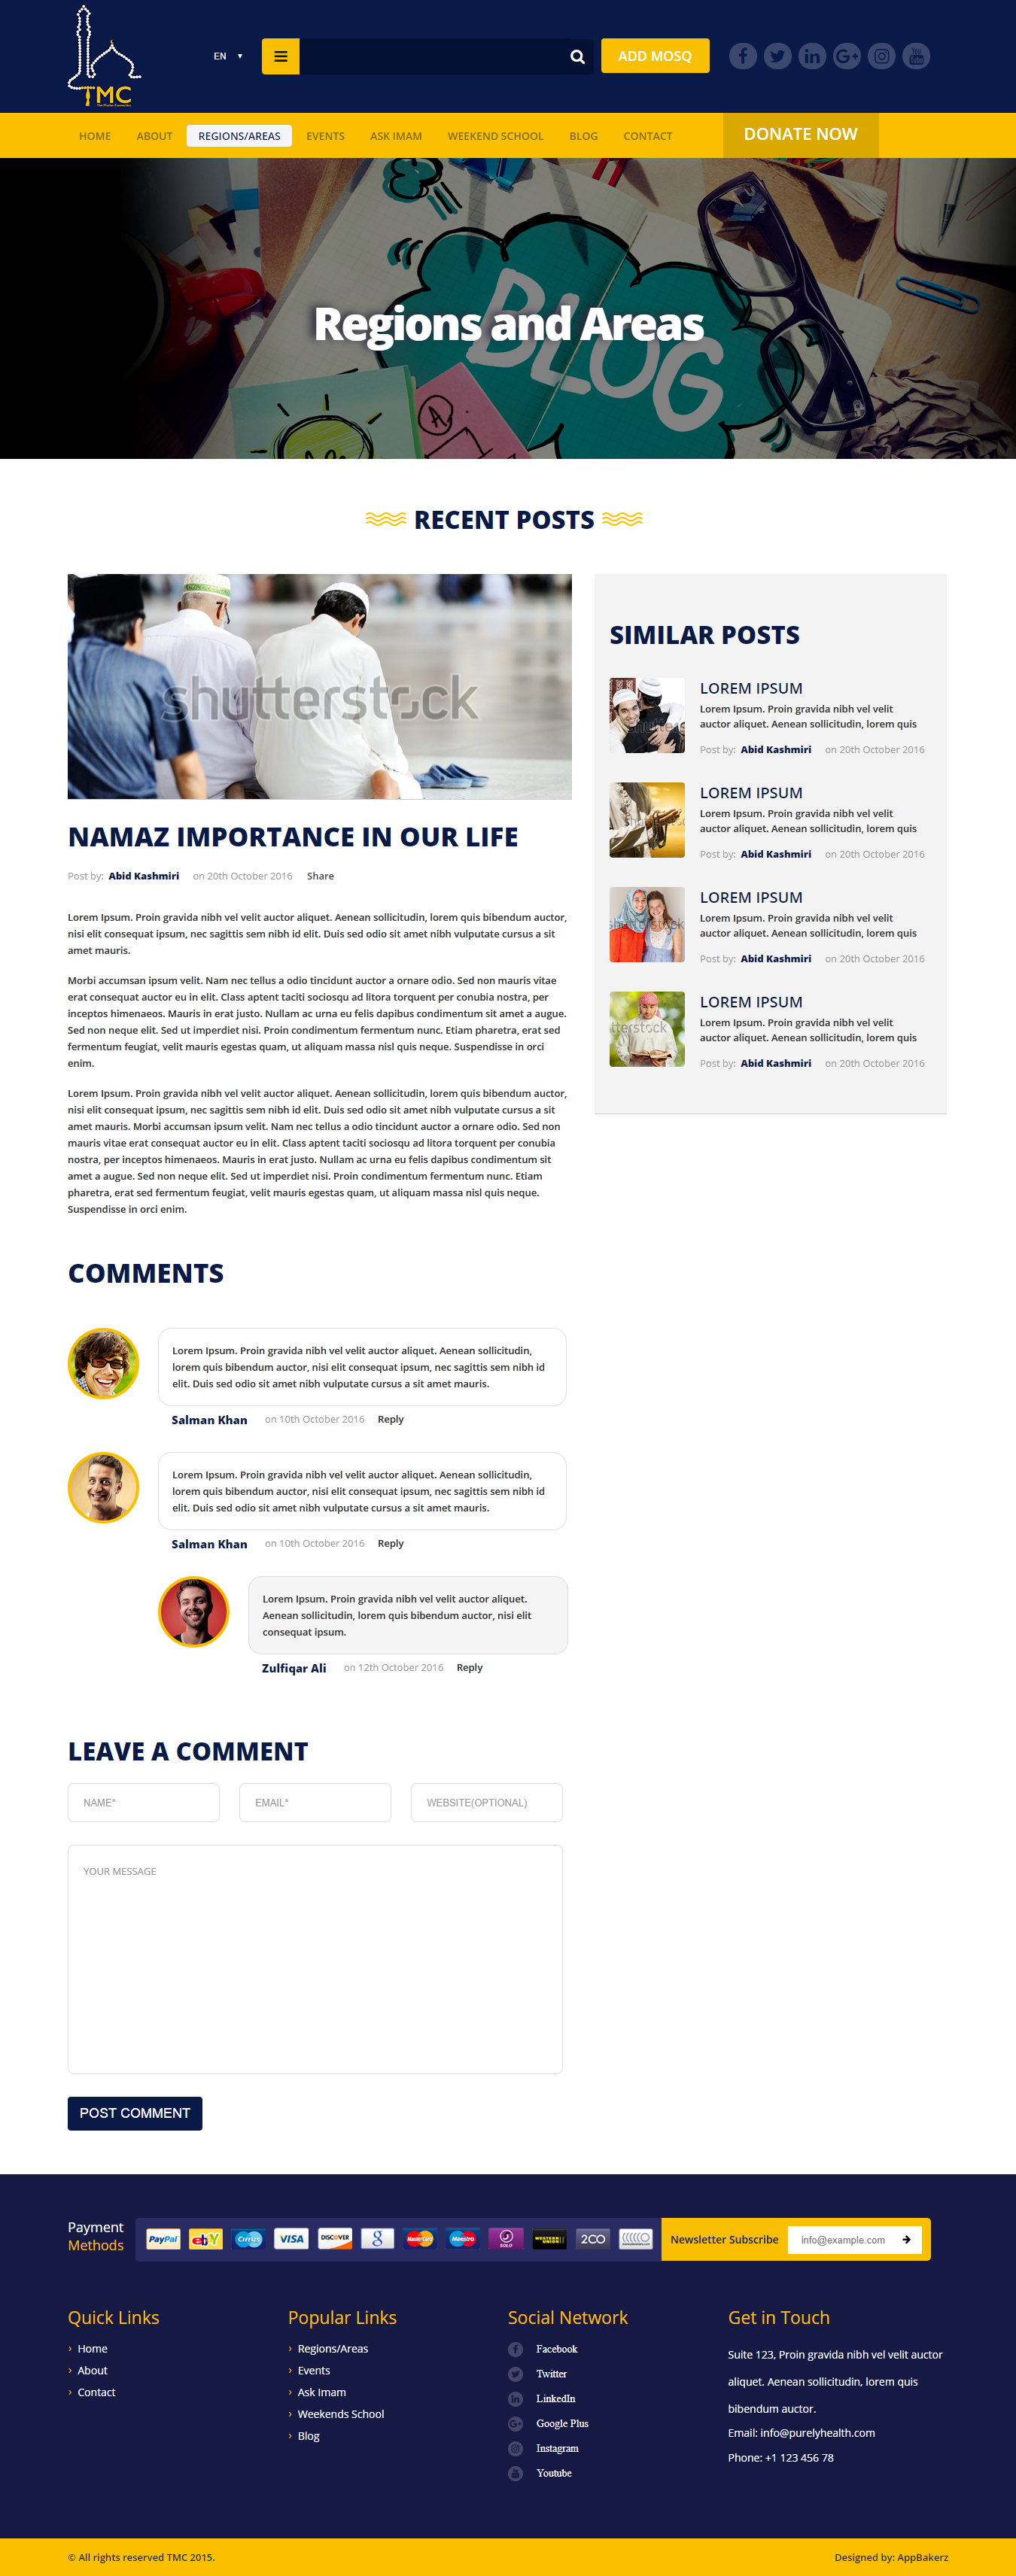 TMC
EN
ADD MOSQ
HOME ABOUT REGIONS/AREAS EVENTS ASK IMAM WEEKEND SCHOOL BLOG CONTACT
DONATE NOW
BLOG
Regions and Areas
RECENT POSTS
shutterstock
NAMAZ IMPORTANCE IN OUR LIFE
Post by: Abid Kashmiri on 20th October 2016 Share
Lorem Ipsum. Proin gravida nibh vel velit auctor aliquet. Aenean sollicitudin, lorem quis bibendum auctor,
nisi elit consequat ipsum, nec sagittis sem nibh id elit. Duis sed odio sit amet nibh vulputate cursus a sit
amet mauris.
Morbi accumsan ipsum velit. Nam nec tellus a odio tincidunt auctor a ornare odio. Sed non mauris vitae
erat consequat auctor eu in elit. Class aptent taciti sociosqu ad litora torquent per conubia nostra, per
inceptos himenaeos. Mauris in erat justo. Nullam ac urna eu felis dapibus condimentum sit amet a augue.
Sed non neque elit. Sed ut imperdiet nisi. Proin condimentum fermentum nunc. Etiam pharetra, erat sed
fermentum feugiat, velit mauris egestas quam, ut aliquam massa nisl quis neque. Suspendisse in orci
enim.
Lorem Ipsum. Proin gravida nibh vel velit auctor aliquet. Aenean sollicitudin, lorem quis bibendum auctor,
nisi elit consequat ipsum, nec sagittis sem nibh id elit. Duis sed odio sit amet nibh vulputate cursus a sit
amet mauris. Morbi accumsan ipsum velit. Nam nec tellus a odio tincidunt auctor a ornare odio. Sed non
mauris vitae erat consequat auctor eu in elit. Class aptent taciti sociosqu ad litora torquent per conubia
nostra, per inceptos himenaeos. Mauris in erat justo. Nullam ac urna eu felis dapibus condimentum sit
amet a augue. Sed non neque elit. Sed ut imperdiet nisi. Proin condimentum fermentum nunc. Etiam
pharetra, erat sed fermentum feugiat, velit mauris egestas quam, ut aliquam massa nisl quis neque.
Suspendisse in orci enim.
SIMILAR POSTS
LOREM IPSUM
Lorem Ipsum. Proin gravida nibh vel velit
auctor aliquet. Aenean sollicitudin, lorem quis
Post by: Abid Kashmiri on 20th October 2016
LOREM IPSUM
Lorem Ipsum. Proin gravida nibh vel velit
auctor aliquet. Aenean sollicitudin, lorem quis
Post by: Abid Kashmiri on 20th October 2016
LOREM IPSUM
Lorem Ipsum. Proin gravida nibh vel velit
auctor aliquet. Aenean sollicitudin, lorem quis
Post by: Abid Kashmiri on 20th October 2016
LOREM IPSUM
Lorem Ipsum. Proin gravida nibh vel velit
auctor aliquet. Aenean sollicitudin, lorem quis
Post by: Abid Kashmiri on 20th October 2016
COMMENTS
Lorem Ipsum. Proin gravida nibh vel velit auctor aliquet. Aenean sollicitudin,
lorem quis bibendum auctor, nisi elit consequat ipsum, nec sagittis sem nibh id
elit. Duis sed odio sit amet nibh vulputate cursus a sit amet mauris.
Salman Khan on 10th October 2016 Reply
Lorem Ipsum. Proin gravida nibh vel velit auctor aliquet. Aenean sollicitudin,
lorem quis bibendum auctor, nisi elit consequat ipsum, nec sagittis sem nibh id
elit. Duis sed odio sit amet nibh vulputate cursus a sit amet mauris.
Salman Khan on 10th October 2016 Reply
Lorem Ipsum. Proin gravida nibh vel velit auctor aliquet.
Aenean sollicitudin, lorem quis bibendum auctor, nisi elit
consequat ipsum.
Zulfiqar Ali on 12th October 2016 Reply
LEAVE A COMMENT
NAME* EMAIL* WEBSITE(OPTIONAL)
YOUR MESSAGE
POST COMMENT
Payment
Methods
PayPal ebY Cirrus VISA DISCOVER g MasterCard Maestro SOLO WESTERN UNION 2CO
Newsletter Subscribe info@example.com
Quick Links
Home
About
Contact
Popular Links
Regions/Areas
Events
Ask Imam
Weekends School
Blog
Social Network
Facebook
Twitter
LinkedIn
Google Plus
Instagram
Youtube
Get in Touch
Suite 123, Proin gravida nibh vel velit auctor
aliquet. Aenean sollicitudin, lorem quis
bibendum auctor.
Email: info@purelyhealth.com
Phone: +1 123 456 78
© All rights reserved TMC 2015.
Designed by: AppBakerz